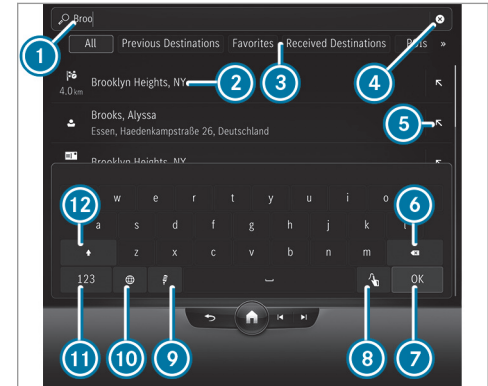 Broo
All Previous Destinations Favorites Received Destinations POIs »
4.0 km
Brooklyn Heights, NY
Brooks, Alyssa
Essen, Haedenkampstraße 26, Deutschland
Brooklyn Heights, NY
w e r t y u i o
a s d f g h j k l
z x c v b n m
123 OK
1
2
3
4
5
6
7
8
9
10
11
12